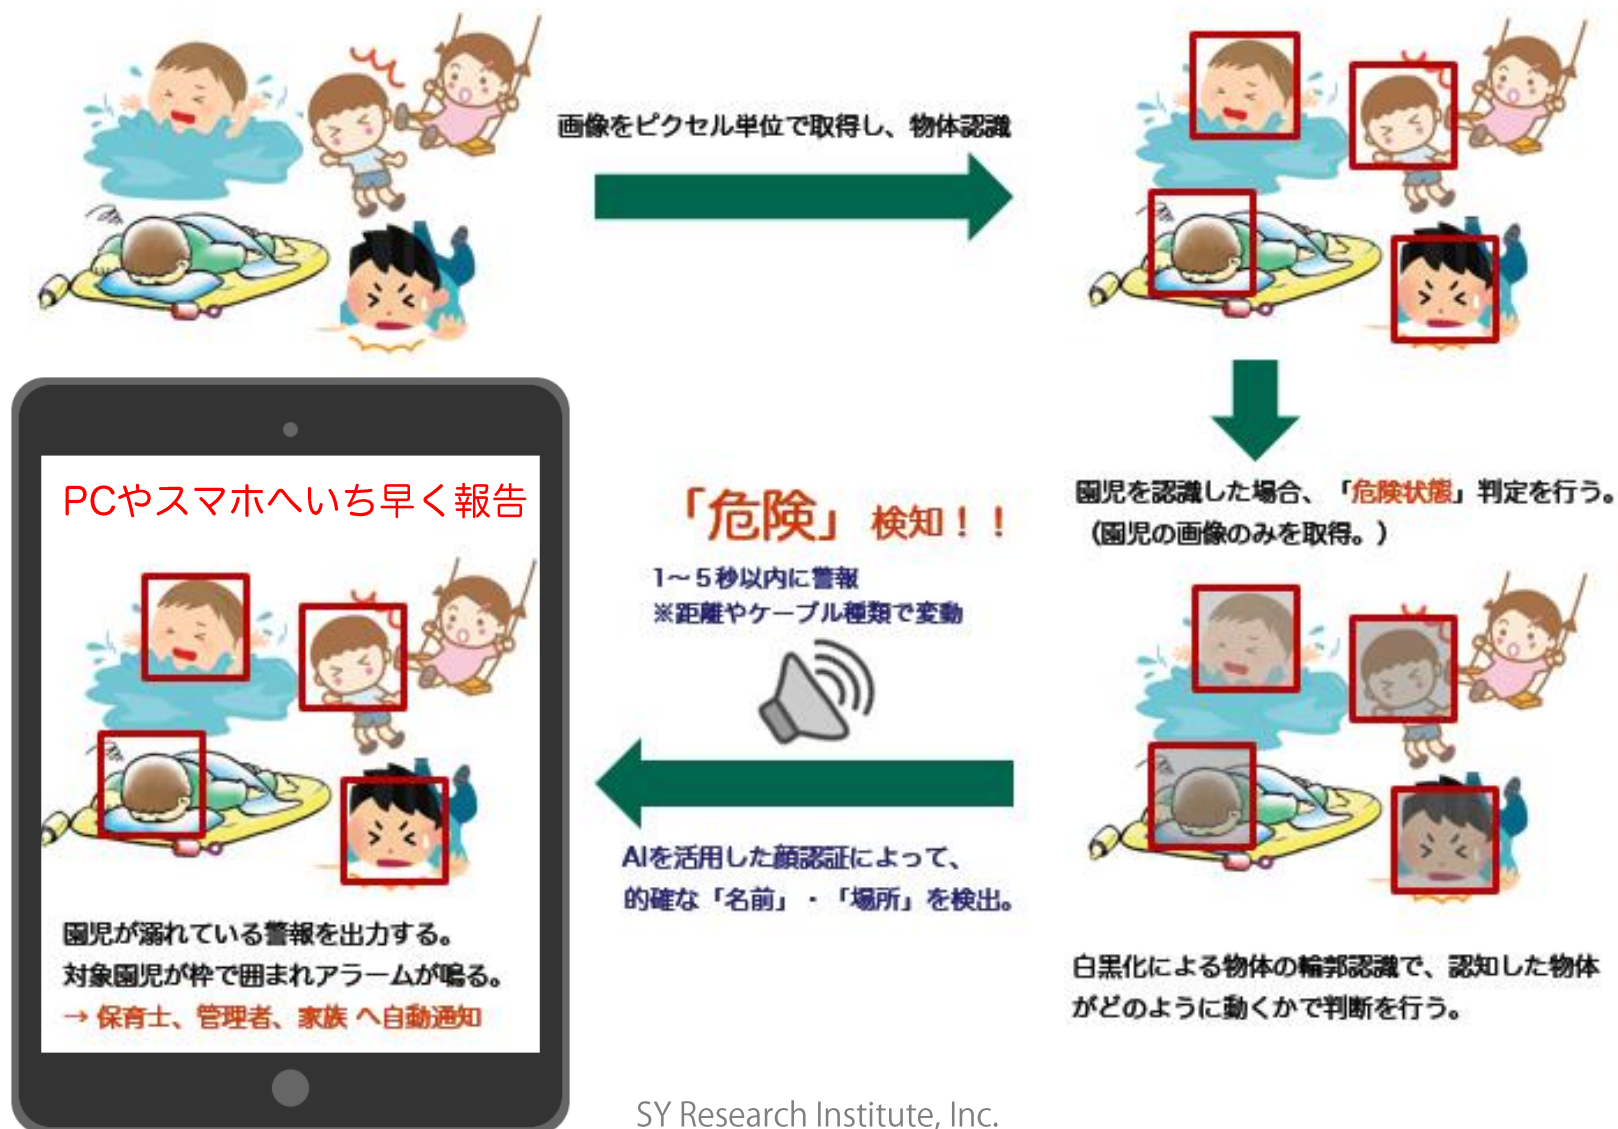 画像をピクセル単位で取得し、物体認識
園児を認識した場合、「危険状態」判定を行う。
(園児の画像のみを取得。)
白黒化による物体の輪郭認識で、認知した物体
がどのように動くかで判断を行う。
「危険」検知！！
1～５秒以内に警報
※距離やケーブル種類で変動
AIを活用した顔認証によって、
的確な「名前」・「場所」を検出。
PCやスマホへいち早く報告
園児が溺れている警報を出力する。
対象園児が枠で囲まれアラームが鳴る。
→ 保育士、管理者、家族 へ自動通知
SY Research Institute, Inc.